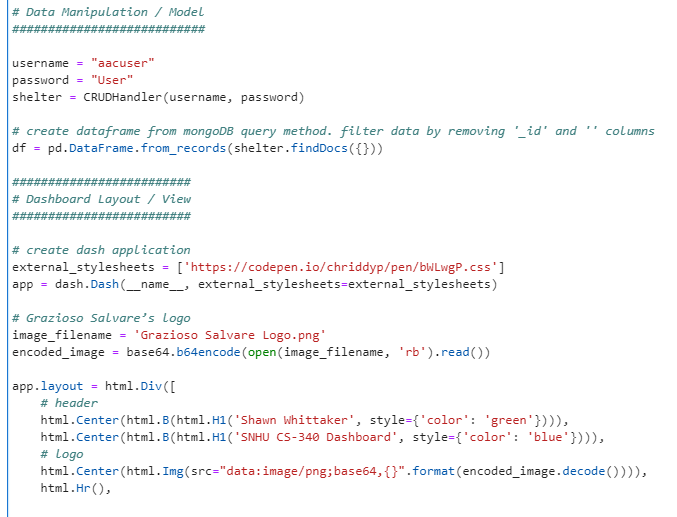 # Data Manipulation / Model
###########################
username = "aacuser"
password = "User"
shelter = CRUDHandler(username, password)
# create dataframe from mongoDB query method. filter data by removing '_id' and '' columns
df = pd.DataFrame.from_records(shelter.findDocs({}))
#########################
# Dashboard Layout / View
#########################
# create dash application
external_stylesheets = ['https://codepen.io/chriddyp/pen/bWLwgP.css']
app = dash.Dash(__name__, external_stylesheets=external_stylesheets)
# Grazioso Salvare’s logo
image_filename = 'Grazioso Salvare Logo.png'
encoded_image = base64.b64encode(open(image_filename, 'rb').read())
app.layout = html.Div([
    # header
    html.Center(html.B(html.H1('Shawn Whittaker', style={'color': 'green'}))),
    html.Center(html.B(html.H1('SNHU CS-340 Dashboard', style={'color': 'blue'}))),
    # logo
    html.Center(html.Img(src="data:image/png;base64,{}".format(encoded_image.decode()))),
    html.Hr(),